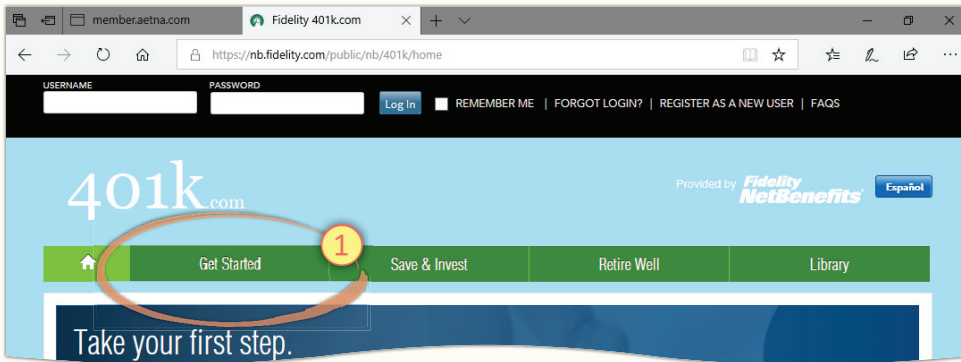 member.aetna.com
Fidelity 401k.com
https://nb.fidelity.com/public/nb/401k/home
USERNAME PASSWORD
Log In REMEMBER ME | FORGOT LOGIN? | REGISTER AS A NEW USER | FAQS
401k.com
Provided by Fidelity NetBenefits
Español
1
Get Started Save & Invest Retire Well Library
Take your first step.